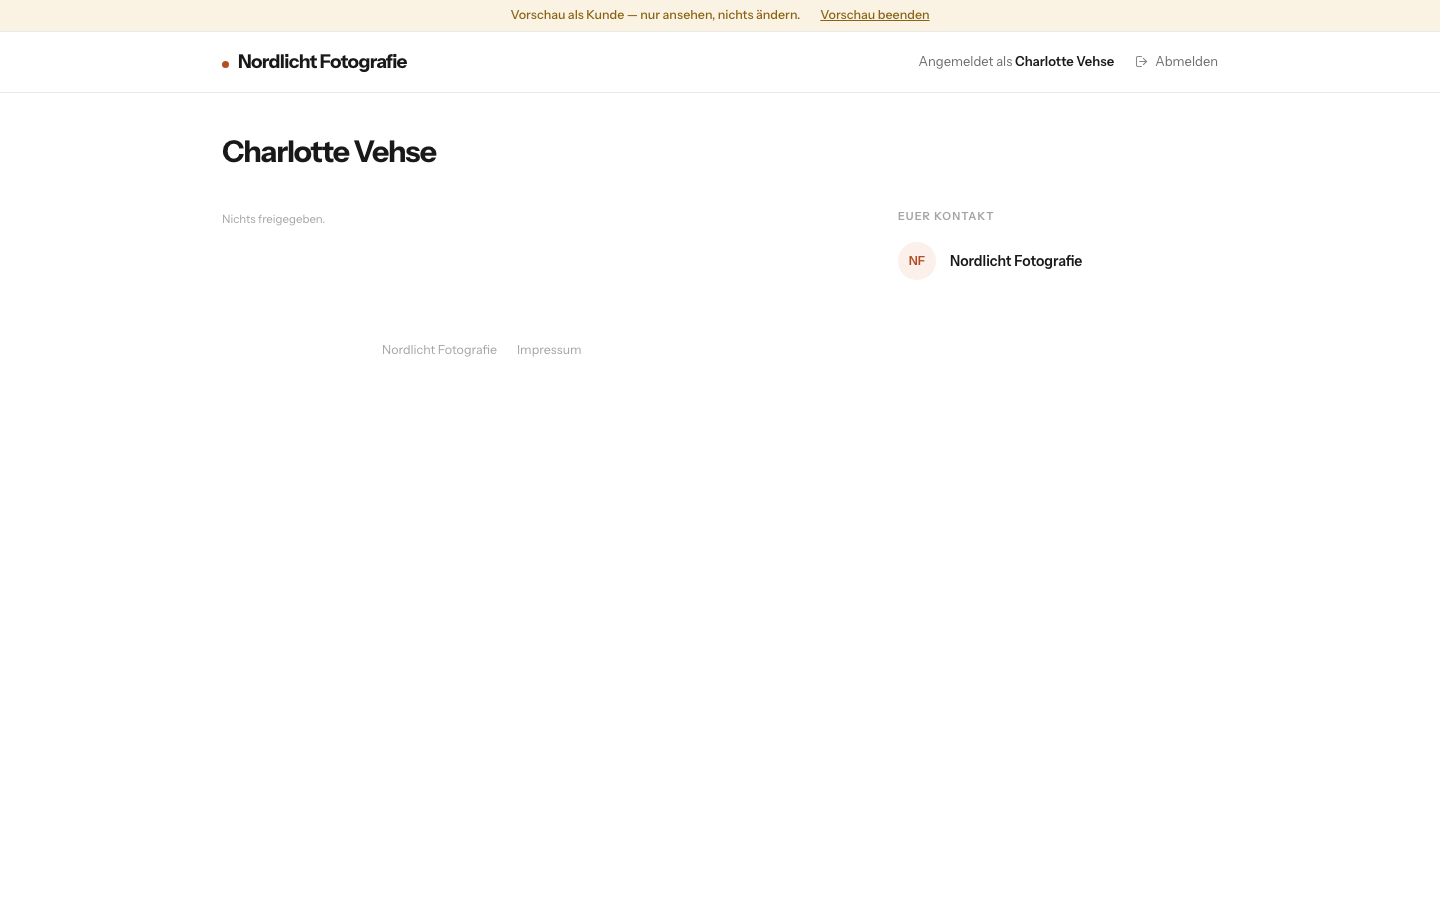 Vorschau als Kunde — nur ansehen, nichts ändern. Vorschau beenden
Nordlicht Fotografie
Angemeldet als Charlotte Vehse Abmelden
Charlotte Vehse
Nichts freigegeben.
EUER KONTAKT
NF Nordlicht Fotografie
Nordlicht Fotografie Impressum